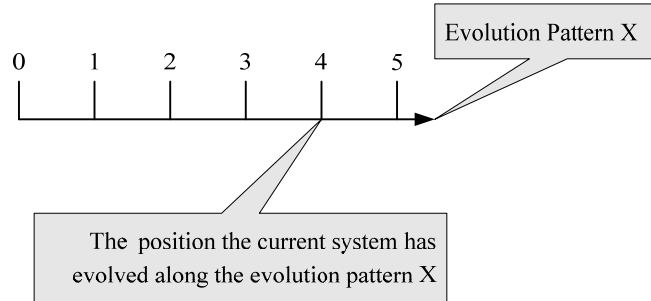 Evolution Pattern X
0 1 2 3 4 5
The position the current system has
evolved along the evolution pattern X